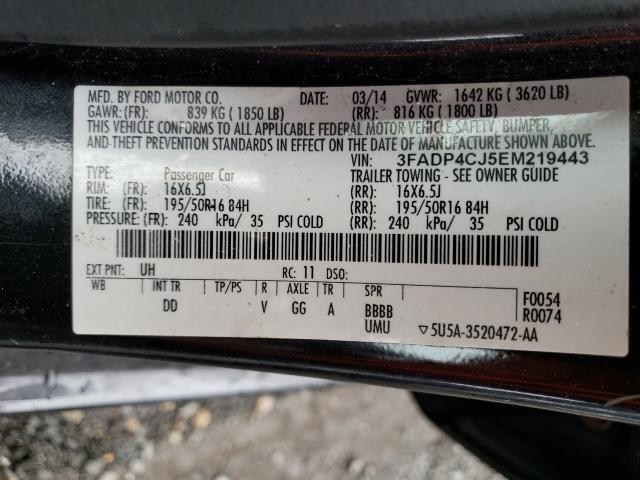 MFD. BY FORD MOTOR CO. DATE: 03/14 GVWR: 1642 KG ( 3620 LB)
GAWR: (FR): 839 KG ( 1850 LB) (RR): 816 KG ( 1800 LB)
THIS VEHICLE CONFORMS TO ALL APPLICABLE FEDERAL MOTOR VEHICLE SAFETY, BUMPER,
AND THEFT PREVENTION STANDARDS IN EFFECT ON THE DATE OF MANUFACTURE SHOWN ABOVE.
VIN: 3FADP4CJ5EM219443
TYPE: Passenger Car TRAILER TOWING - SEE OWNER GUIDE
RIM: (FR): 16X6.5J (RR): 16X6.5J
TIRE: (FR): 195/50R16 84H (RR): 195/50R16 84H
PRESSURE: (FR): 240 kPa/ 35 PSI COLD (RR): 240 kPa/ 35 PSI COLD
EXT PNT: UH RC: 11 DSO:
WB INT TR TP/PS R AXLE TR SPR F0054
DD V GG A BBBB R0074
UMU ▽5U5A-3520472-AA